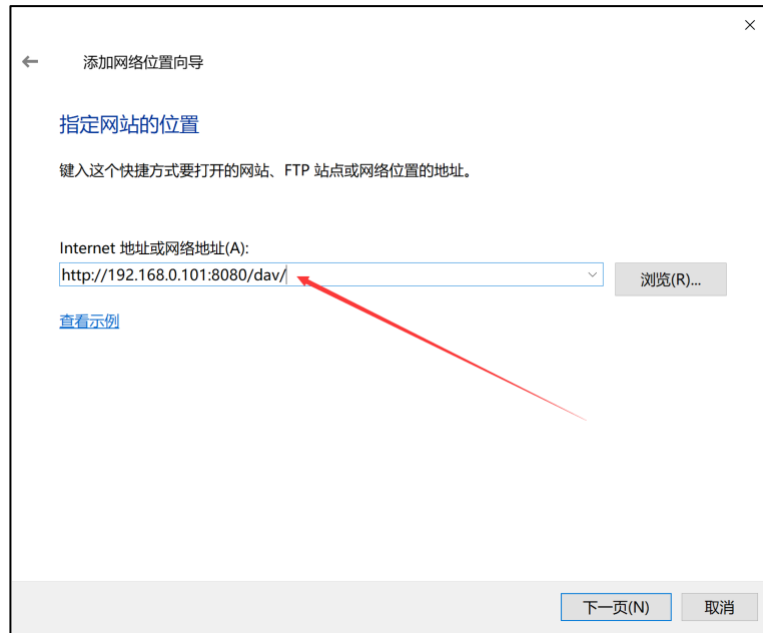 添加网络位置向导
指定网站的位置
键入这个快捷方式要打开的网站、FTP 站点或网络位置的地址。
Internet 地址或网络地址(A):
http://192.168.0.101:8080/dav/
浏览(R)...
查看示例
下一页(N)
取消